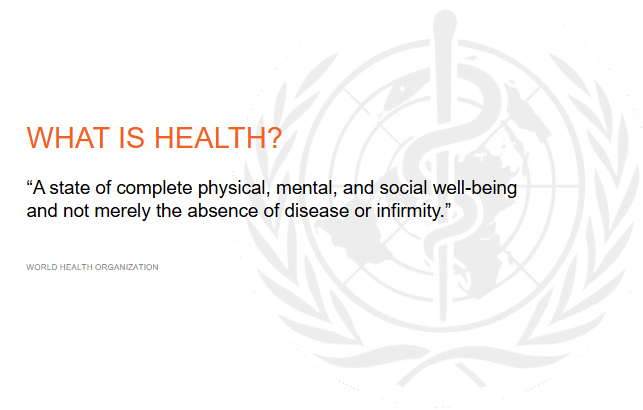 WHAT IS HEALTH?
“A state of complete physical, mental, and social well-being
and not merely the absence of disease or infirmity.”
WORLD HEALTH ORGANIZATION